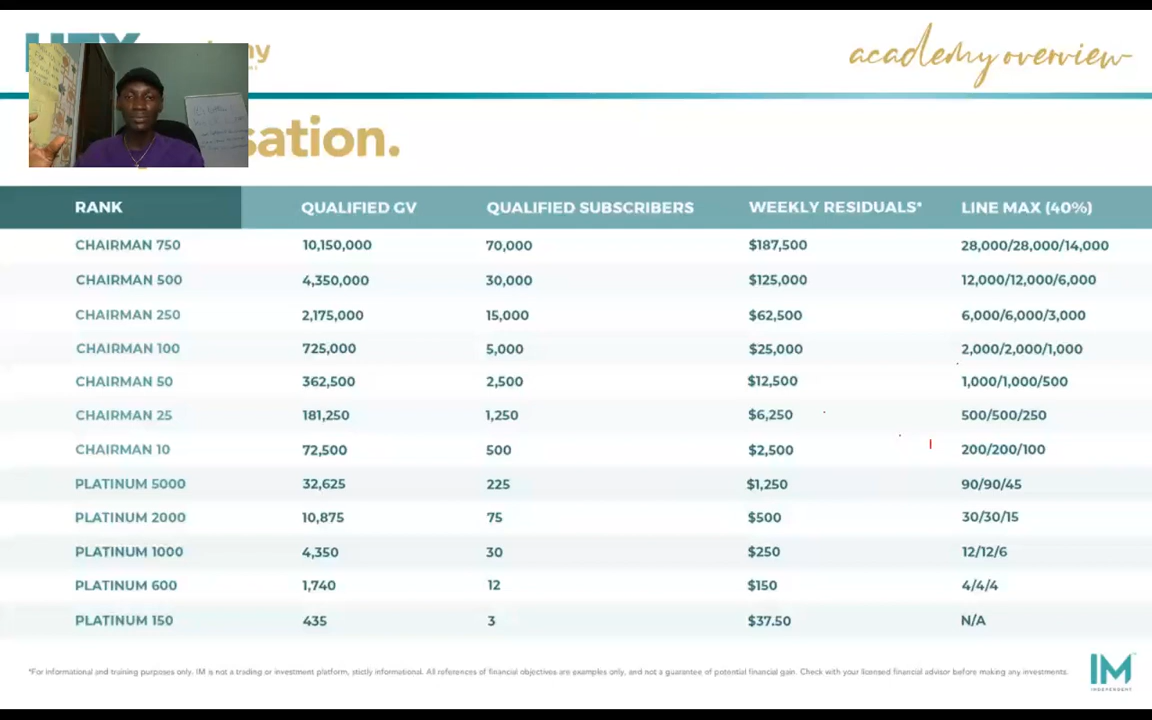 academy overview
sation.
RANK QUALIFIED GV QUALIFIED SUBSCRIBERS WEEKLY RESIDUALS* LINE MAX (40%)
CHAIRMAN 750 10,150,000 70,000 $187,500 28,000/28,000/14,000
CHAIRMAN 500 4,350,000 30,000 $125,000 12,000/12,000/6,000
CHAIRMAN 250 2,175,000 15,000 $62,500 6,000/6,000/3,000
CHAIRMAN 100 725,000 5,000 $25,000 2,000/2,000/1,000
CHAIRMAN 50 362,500 2,500 $12,500 1,000/1,000/500
CHAIRMAN 25 181,250 1,250 $6,250 500/500/250
CHAIRMAN 10 72,500 500 $2,500 200/200/100
PLATINUM 5000 32,625 225 $1,250 90/90/45
PLATINUM 2000 10,875 75 $500 30/30/15
PLATINUM 1000 4,350 30 $250 12/12/6
PLATINUM 600 1,740 12 $150 4/4/4
PLATINUM 150 435 3 $37.50 N/A
*For informational and training purposes only. IM is not a trading or investment platform, stictly informational. All references of financial objectives are examples only, and not a guarantee of potential financial gain. Check with your licensed financial advisor before making any investments.
IM
INDEPENDENT